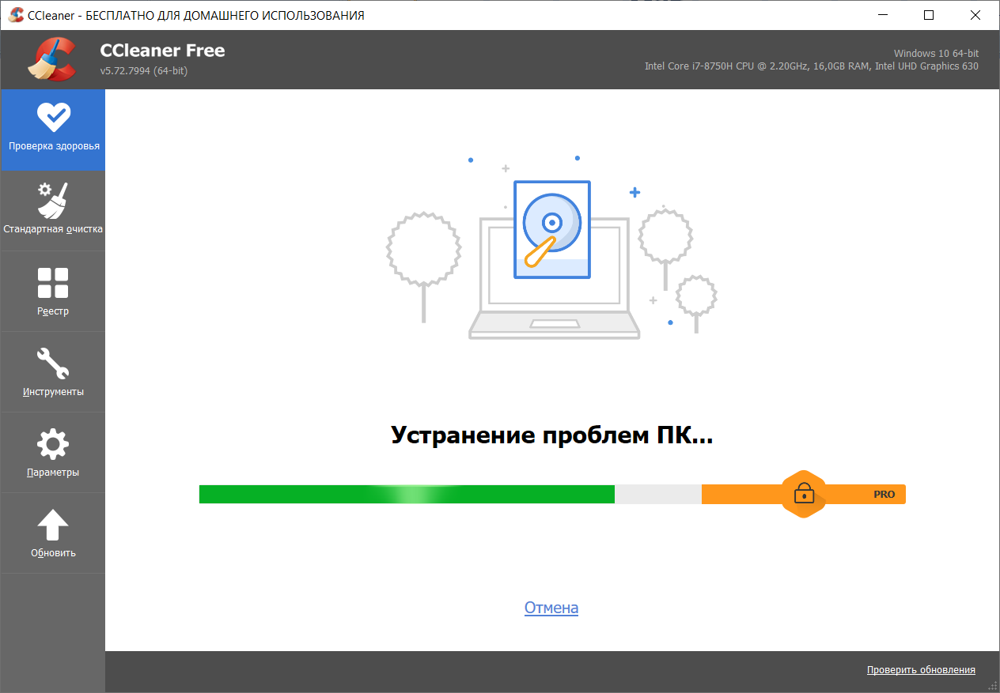 CCleaner - БЕСПЛАТНО ДЛЯ ДОМАШНЕГО ИСПОЛЬЗОВАНИЯ
CCleaner Free
v5.72.7994 (64-bit)
Windows 10 64-bit
Intel Core i7-8750H CPU @ 2.20GHz, 16,0GB RAM, Intel UHD Graphics 630
Проверка здоровья
Стандартная очистка
Реестр
Инструменты
Параметры
Обновить
Устранение проблем ПК...
PRO
Отмена
Проверить обновления